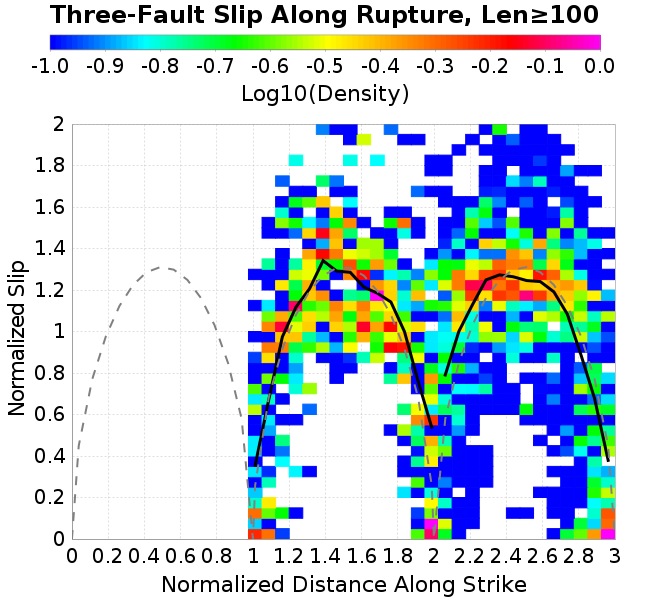 Three-Fault Slip Along Rupture, Len≥100
-1.0 -0.9 -0.8 -0.7 -0.6 -0.5 -0.4 -0.3 -0.2 -0.1 0.0
Log10(Density)
2
1.8
1.6
1.4
1.2
1
0.8
0.6
0.4
0.2
0
Normalized Slip
0 0.2 0.4 0.6 0.8 1 1.2 1.4 1.6 1.8 2 2.2 2.4 2.6 2.8 3
Normalized Distance Along Strike